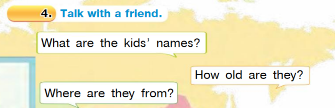 4. Talk with a friend.
What are the kids' names?
How old are they?
Where are they from?